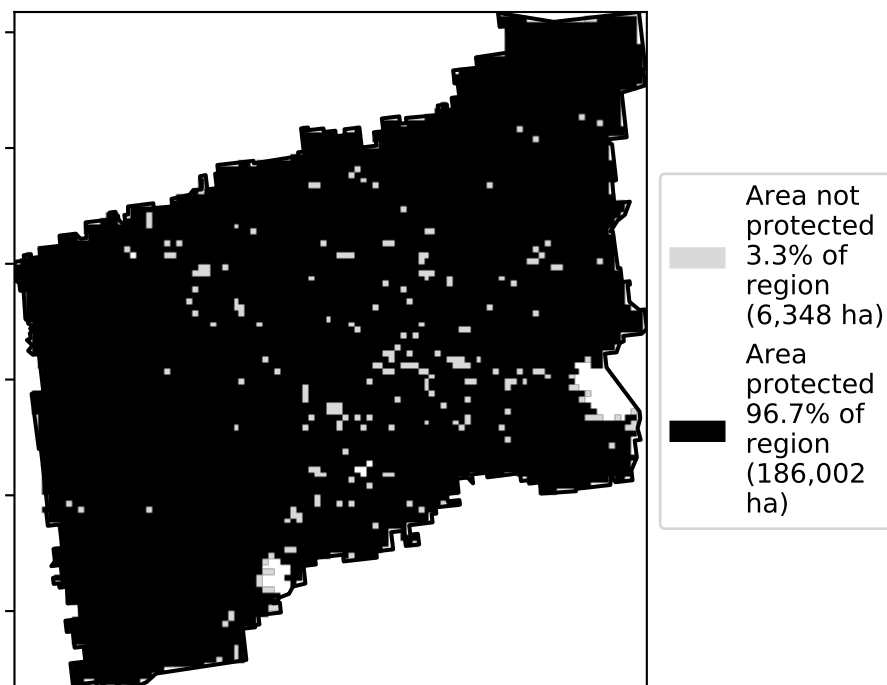 Area not
protected
3.3% of
region
(6,348 ha)
Area
protected
96.7% of
region
(186,002
ha)